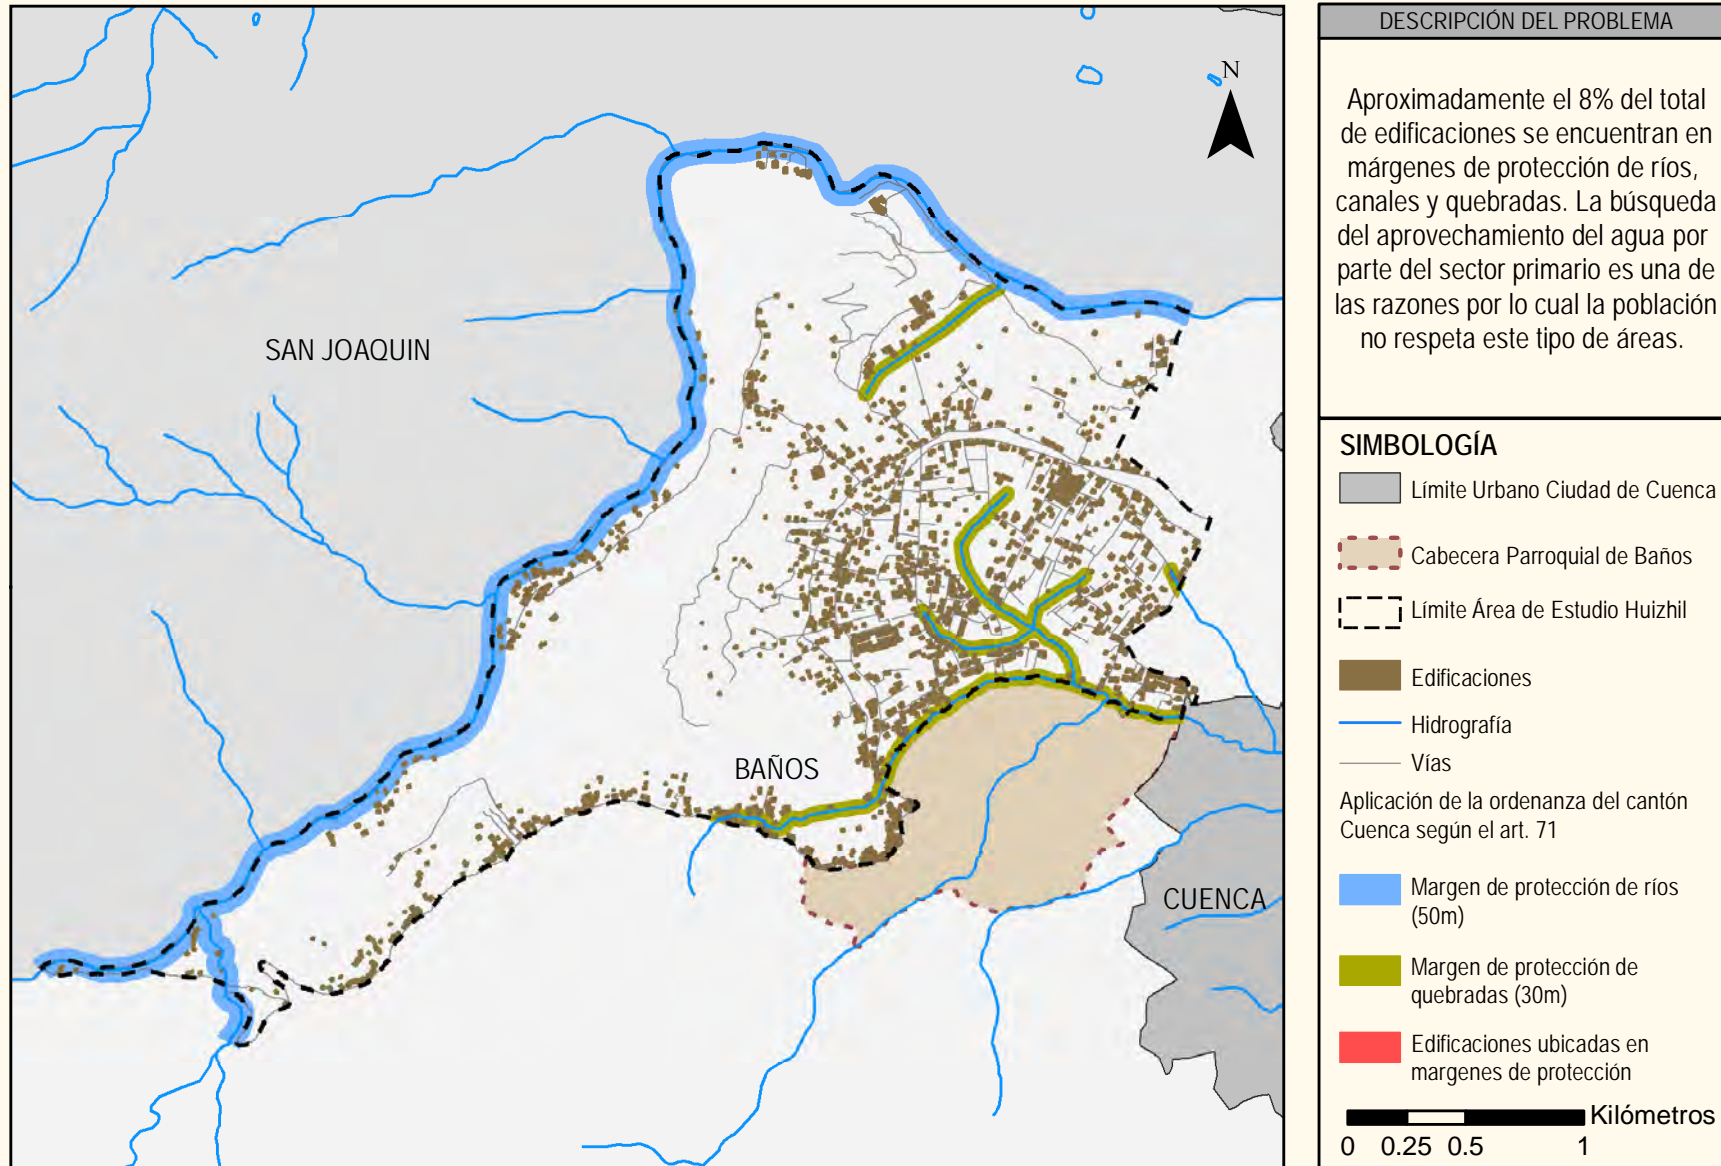 N
SAN JOAQUIN
BAÑOS
CUENCA
DESCRIPCIÓN DEL PROBLEMA
Aproximadamente el 8% del total
de edificaciones se encuentran en
márgenes de protección de ríos,
canales y quebradas. La búsqueda
del aprovechamiento del agua por
parte del sector primario es una de
las razones por lo cual la población
no respeta este tipo de áreas.
SIMBOLOGÍA
Límite Urbano Ciudad de Cuenca
Cabecera Parroquial de Baños
Límite Área de Estudio Huizhil
Edificaciones
Hidrografía
Vías
Aplicación de la ordenanza del cantón
Cuenca según el art. 71
Margen de protección de ríos
(50m)
Margen de protección de
quebradas (30m)
Edificaciones ubicadas en
margenes de protección
Kilómetros
0 0.25 0.5 1